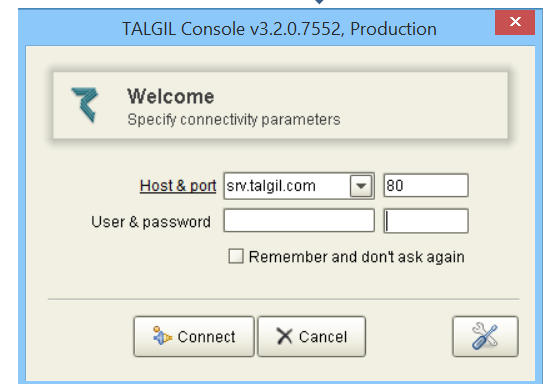 TALGIL Console v3.2.0.7552, Production
Welcome
Specify connectivity parameters
Host & port srv.talgil.com 80
User & password
Remember and don't ask again
Connect Cancel